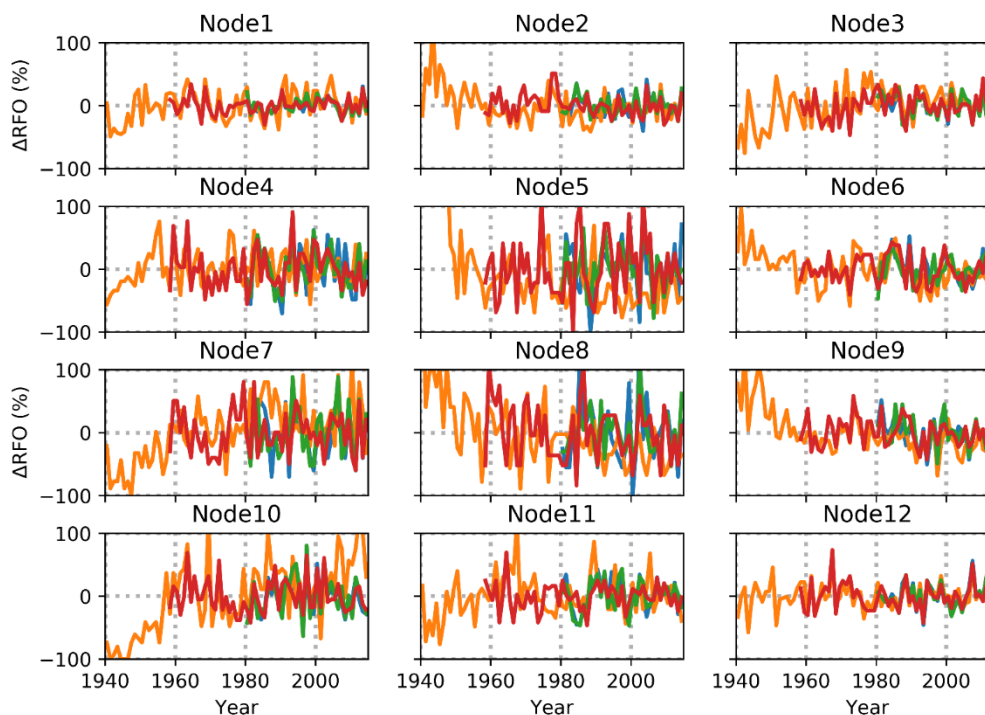 Node1 Node2 Node3
100
0
−100
ΔRFO (%)
Node4 Node5 Node6
100
0
−100
Node7 Node8 Node9
100
0
−100
ΔRFO (%)
Node10 Node11 Node12
100
0
−100
1940 1960 1980 2000 1940 1960 1980 2000 1940 1960 1980 2000
Year Year Year